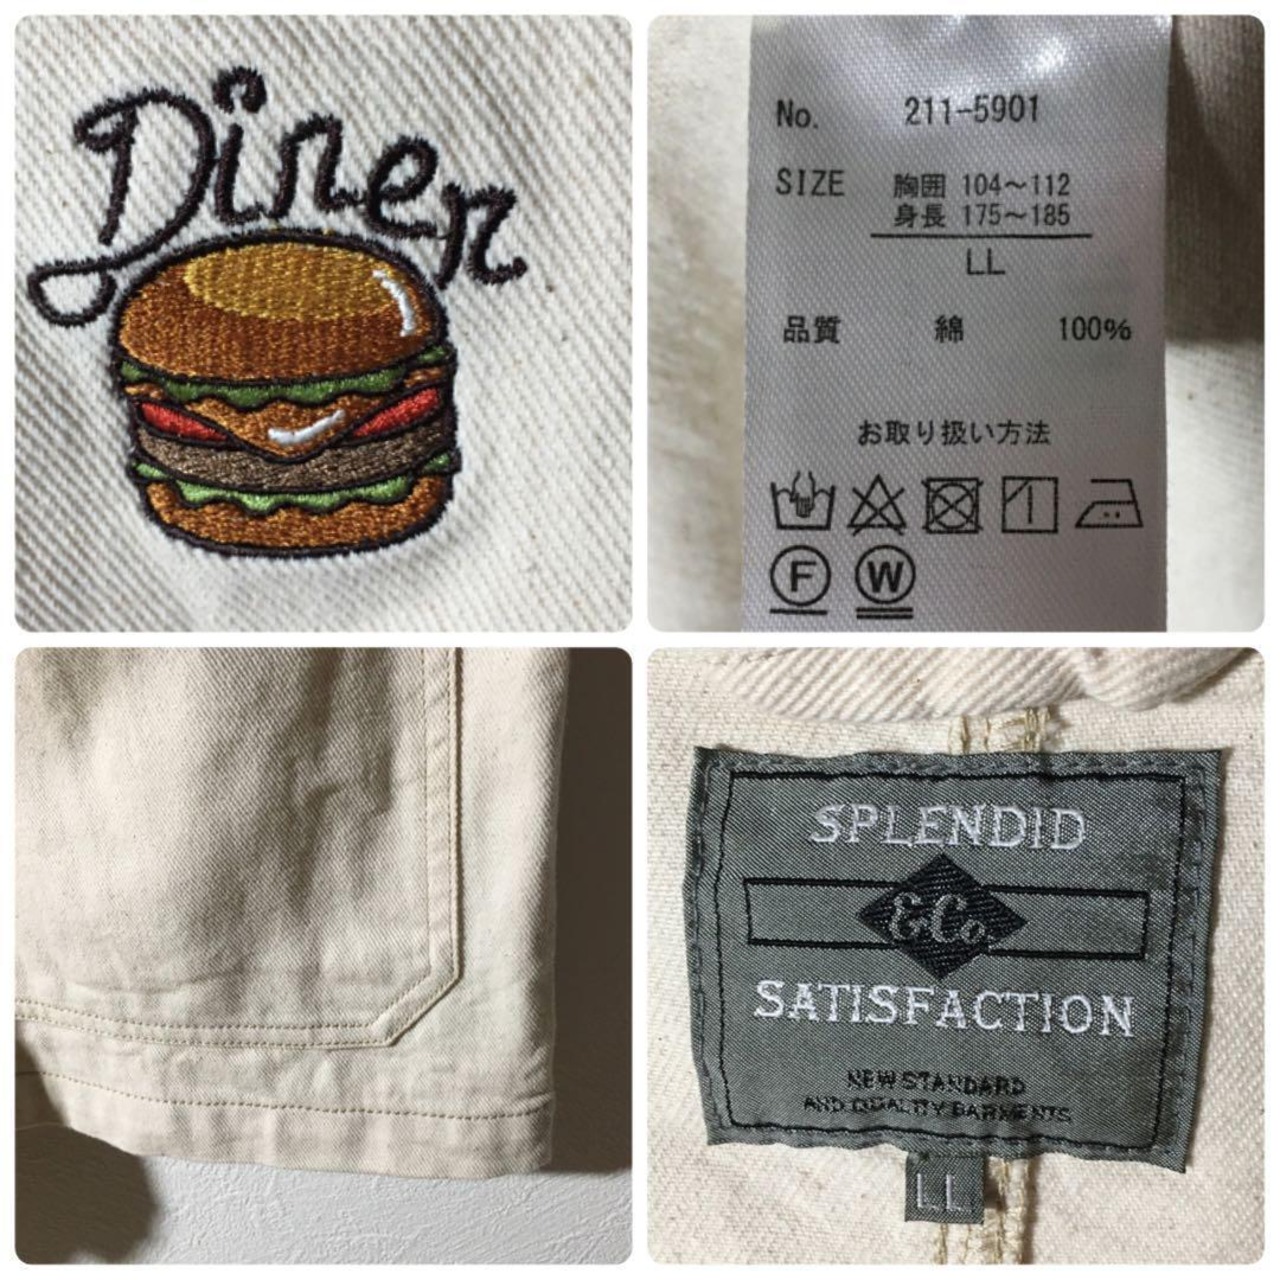 Diner
No. 211-5901
SIZE 胸囲 104～112
身長 175～185
LL
品質 綿 100%
お取り扱い方法
F W
SPLENDID
&Co
SATISFACTION
NEW STANDARD
AND QUALITY GARMENTS
LL